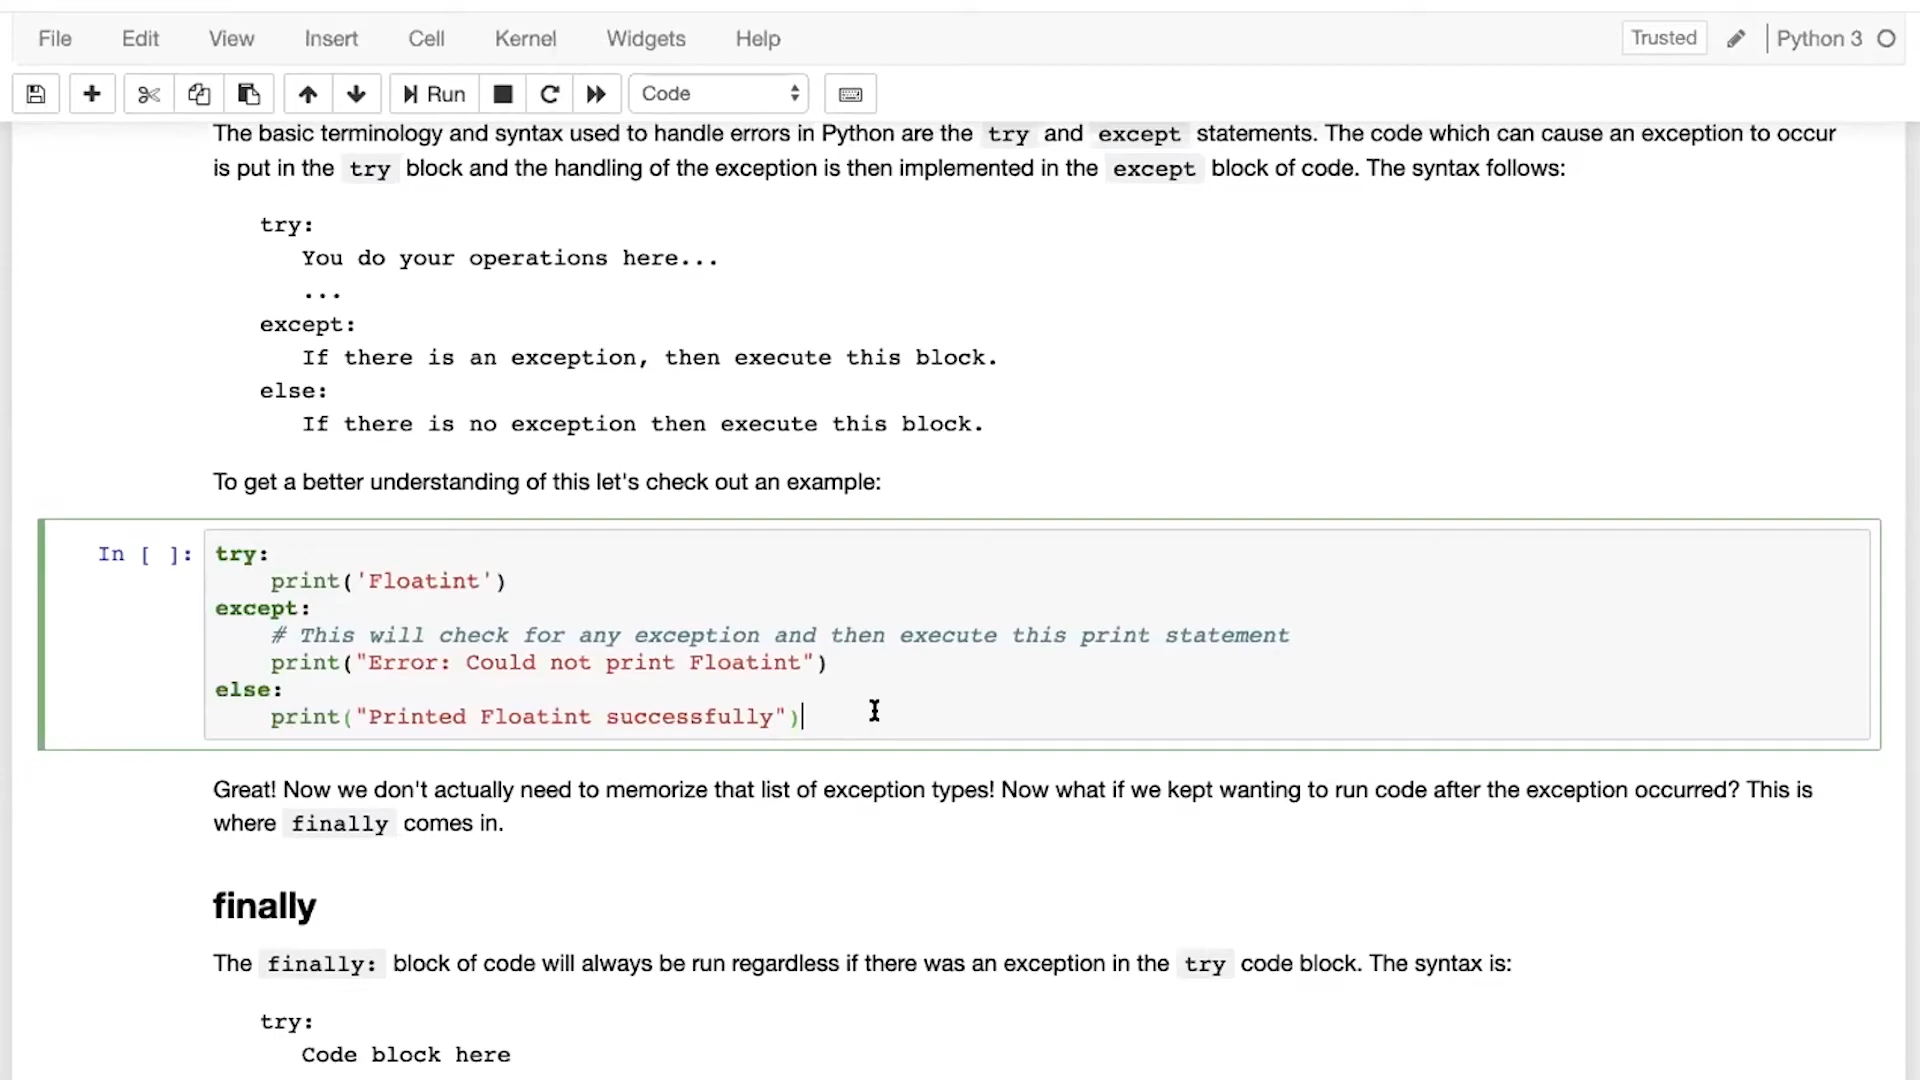 File Edit View Insert Cell Kernel Widgets Help Trusted Python 3
Run Code
The basic terminology and syntax used to handle errors in Python are the try and except statements. The code which can cause an exception to occur
is put in the try block and the handling of the exception is then implemented in the except block of code. The syntax follows:
try:
You do your operations here...
...
except:
If there is an exception, then execute this block.
else:
If there is no exception then execute this block.
To get a better understanding of this let's check out an example:
In [ ]: try:
print('Floatint')
except:
# This will check for any exception and then execute this print statement
print("Error: Could not print Floatint")
else:
print("Printed Floatint successfully")
Great! Now we don't actually need to memorize that list of exception types! Now what if we kept wanting to run code after the exception occurred? This is
where finally comes in.
finally
The finally: block of code will always be run regardless if there was an exception in the try code block. The syntax is:
try:
Code block here